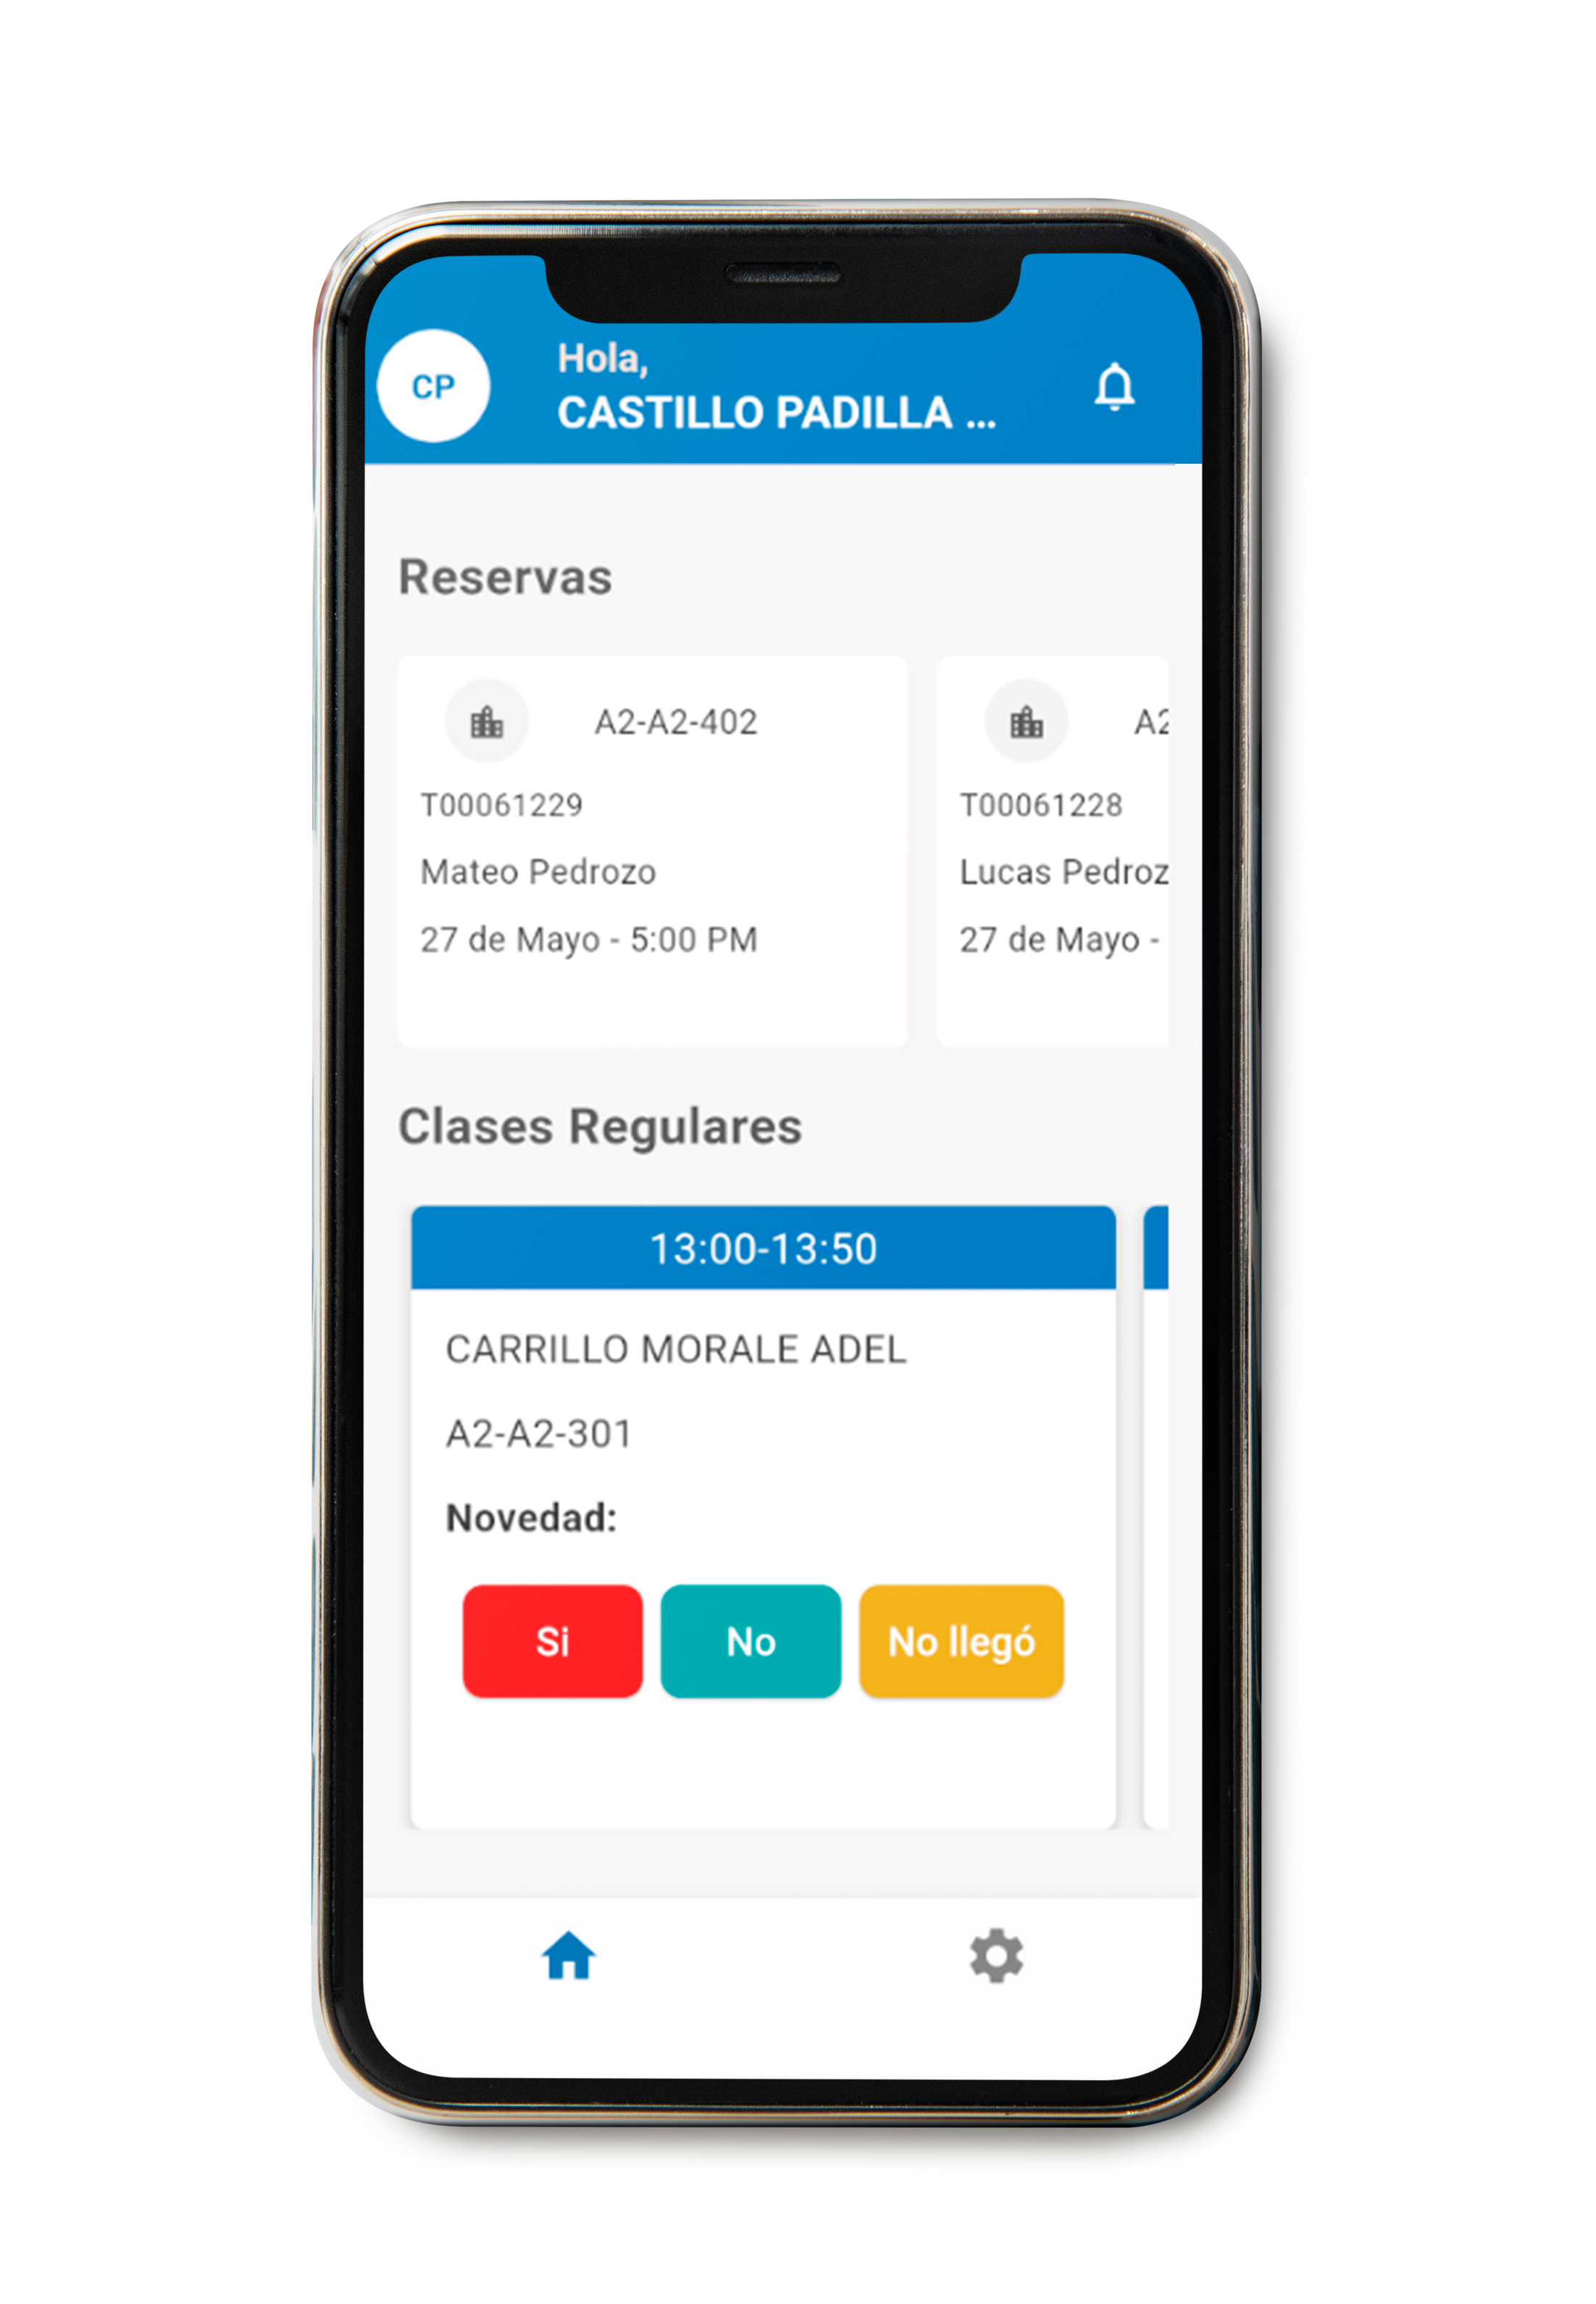 CP
Hola,
CASTILLO PADILLA ...
Reservas
A2-A2-402
T00061229
Mateo Pedrozo
27 de Mayo - 5:00 PM
A2
T00061228
Lucas Pedroz
27 de Mayo -
Clases Regulares
13:00-13:50
CARRILLO MORALE ADEL
A2-A2-301
Novedad:
Si
No
No llegó